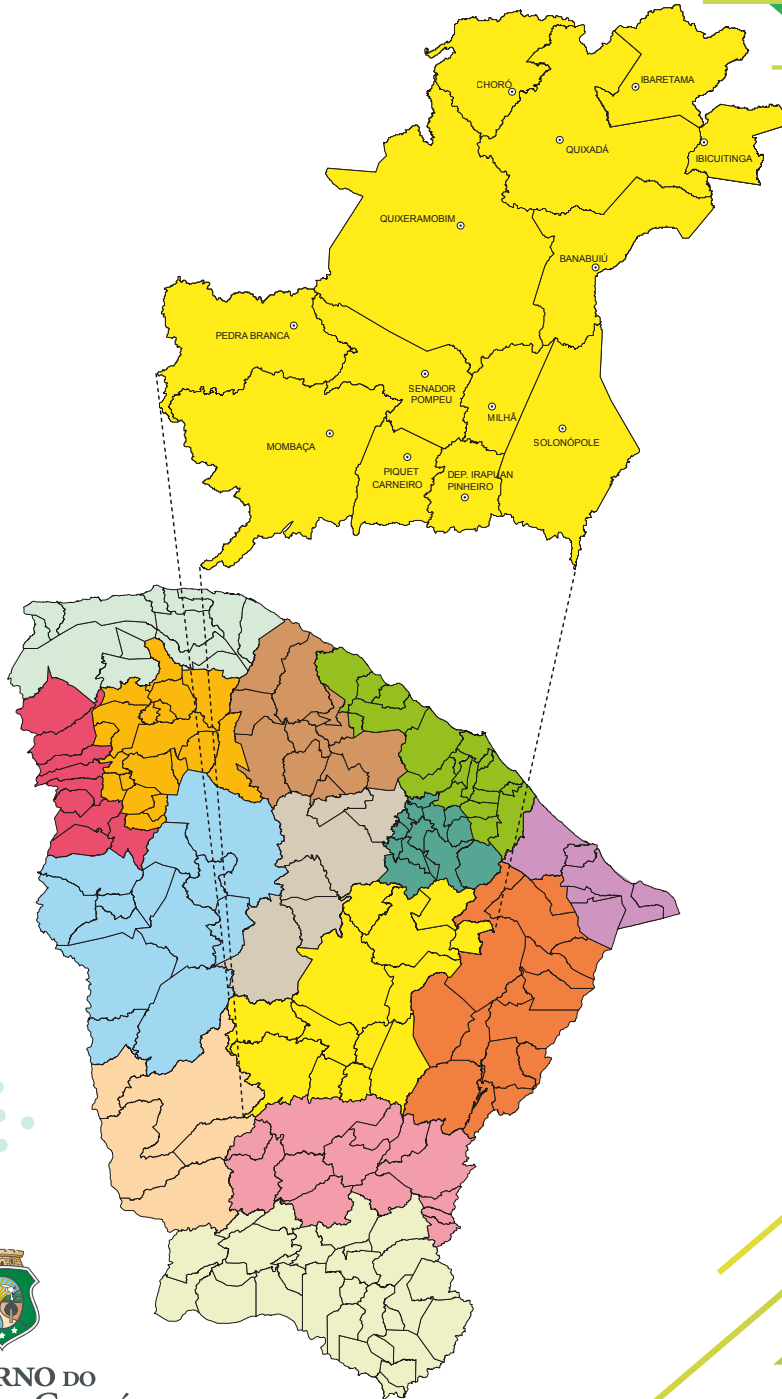 CHORÓ
IBARETAMA
QUIXADÁ
IBICUITINGA
QUIXERAMOBIM
BANABUIÚ
PEDRA BRANCA
SENADOR
POMPEU
MILHÃ
MOMBAÇA
SOLONÓPOLE
PIQUET
CARNEIRO
DEP. IRAPUAN
PINHEIRO
RNO DO